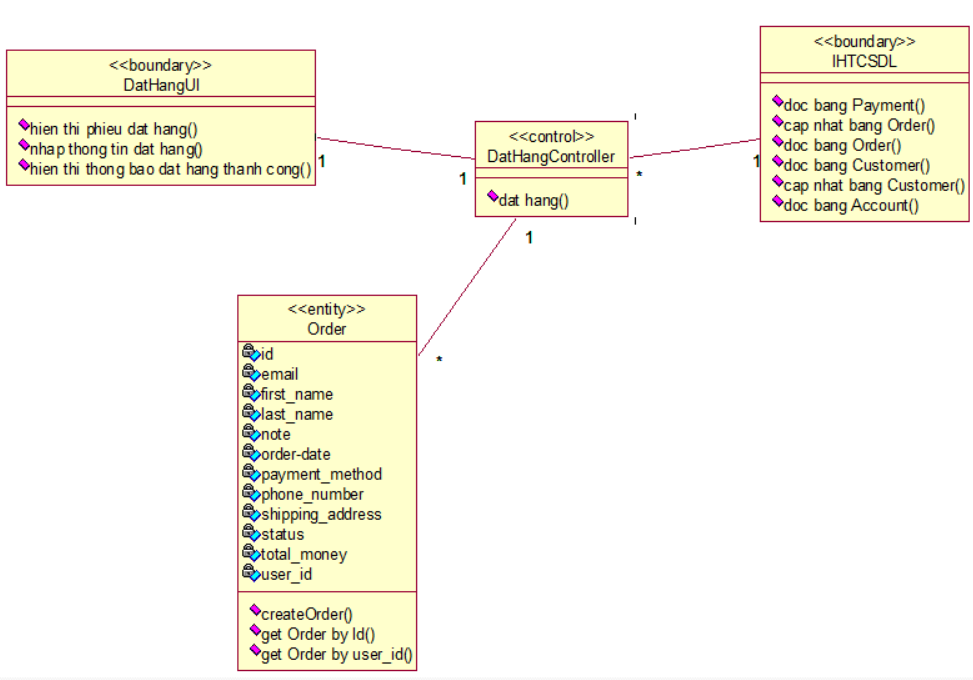 <<boundary>>
DatHangUI
hien thi phieu dat hang()
nhap thong tin dat hang()
hien thi thong bao dat hang thanh cong()
1
1
<<control>>
DatHangController
dat hang()
*
1
<<boundary>>
IHTCSDL
doc bang Payment()
cap nhat bang Order()
doc bang Order()
doc bang Customer()
cap nhat bang Customer()
doc bang Account()
1
*
<<entity>>
Order
id
email
first_name
last_name
note
order-date
payment_method
phone_number
shipping_address
status
total_money
user_id
createOrder()
get Order by Id()
get Order by user_id()